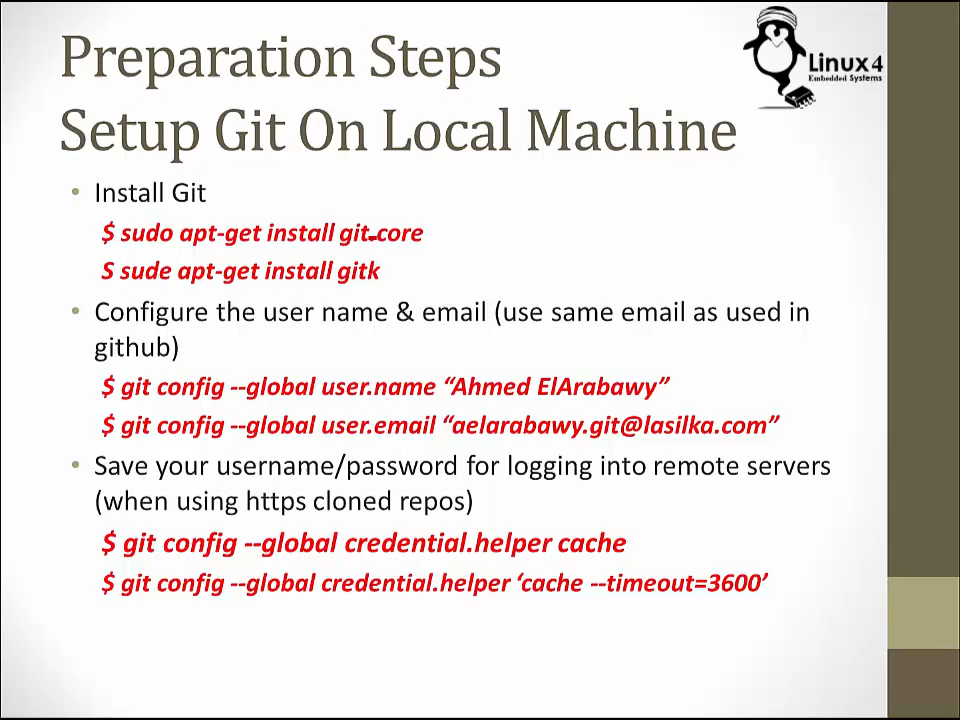 Preparation Steps
Setup Git On Local Machine
Linux 4
Embedded Systems
• Install Git
$ sudo apt-get install git-core
S sude apt-get install gitk
• Configure the user name & email (use same email as used in
github)
$ git config --global user.name “Ahmed ElArabawy”
$ git config --global user.email “aelarabawy.git@lasilka.com”
• Save your username/password for logging into remote servers
(when using https cloned repos)
$ git config --global credential.helper cache
$ git config --global credential.helper ‘cache --timeout=3600’